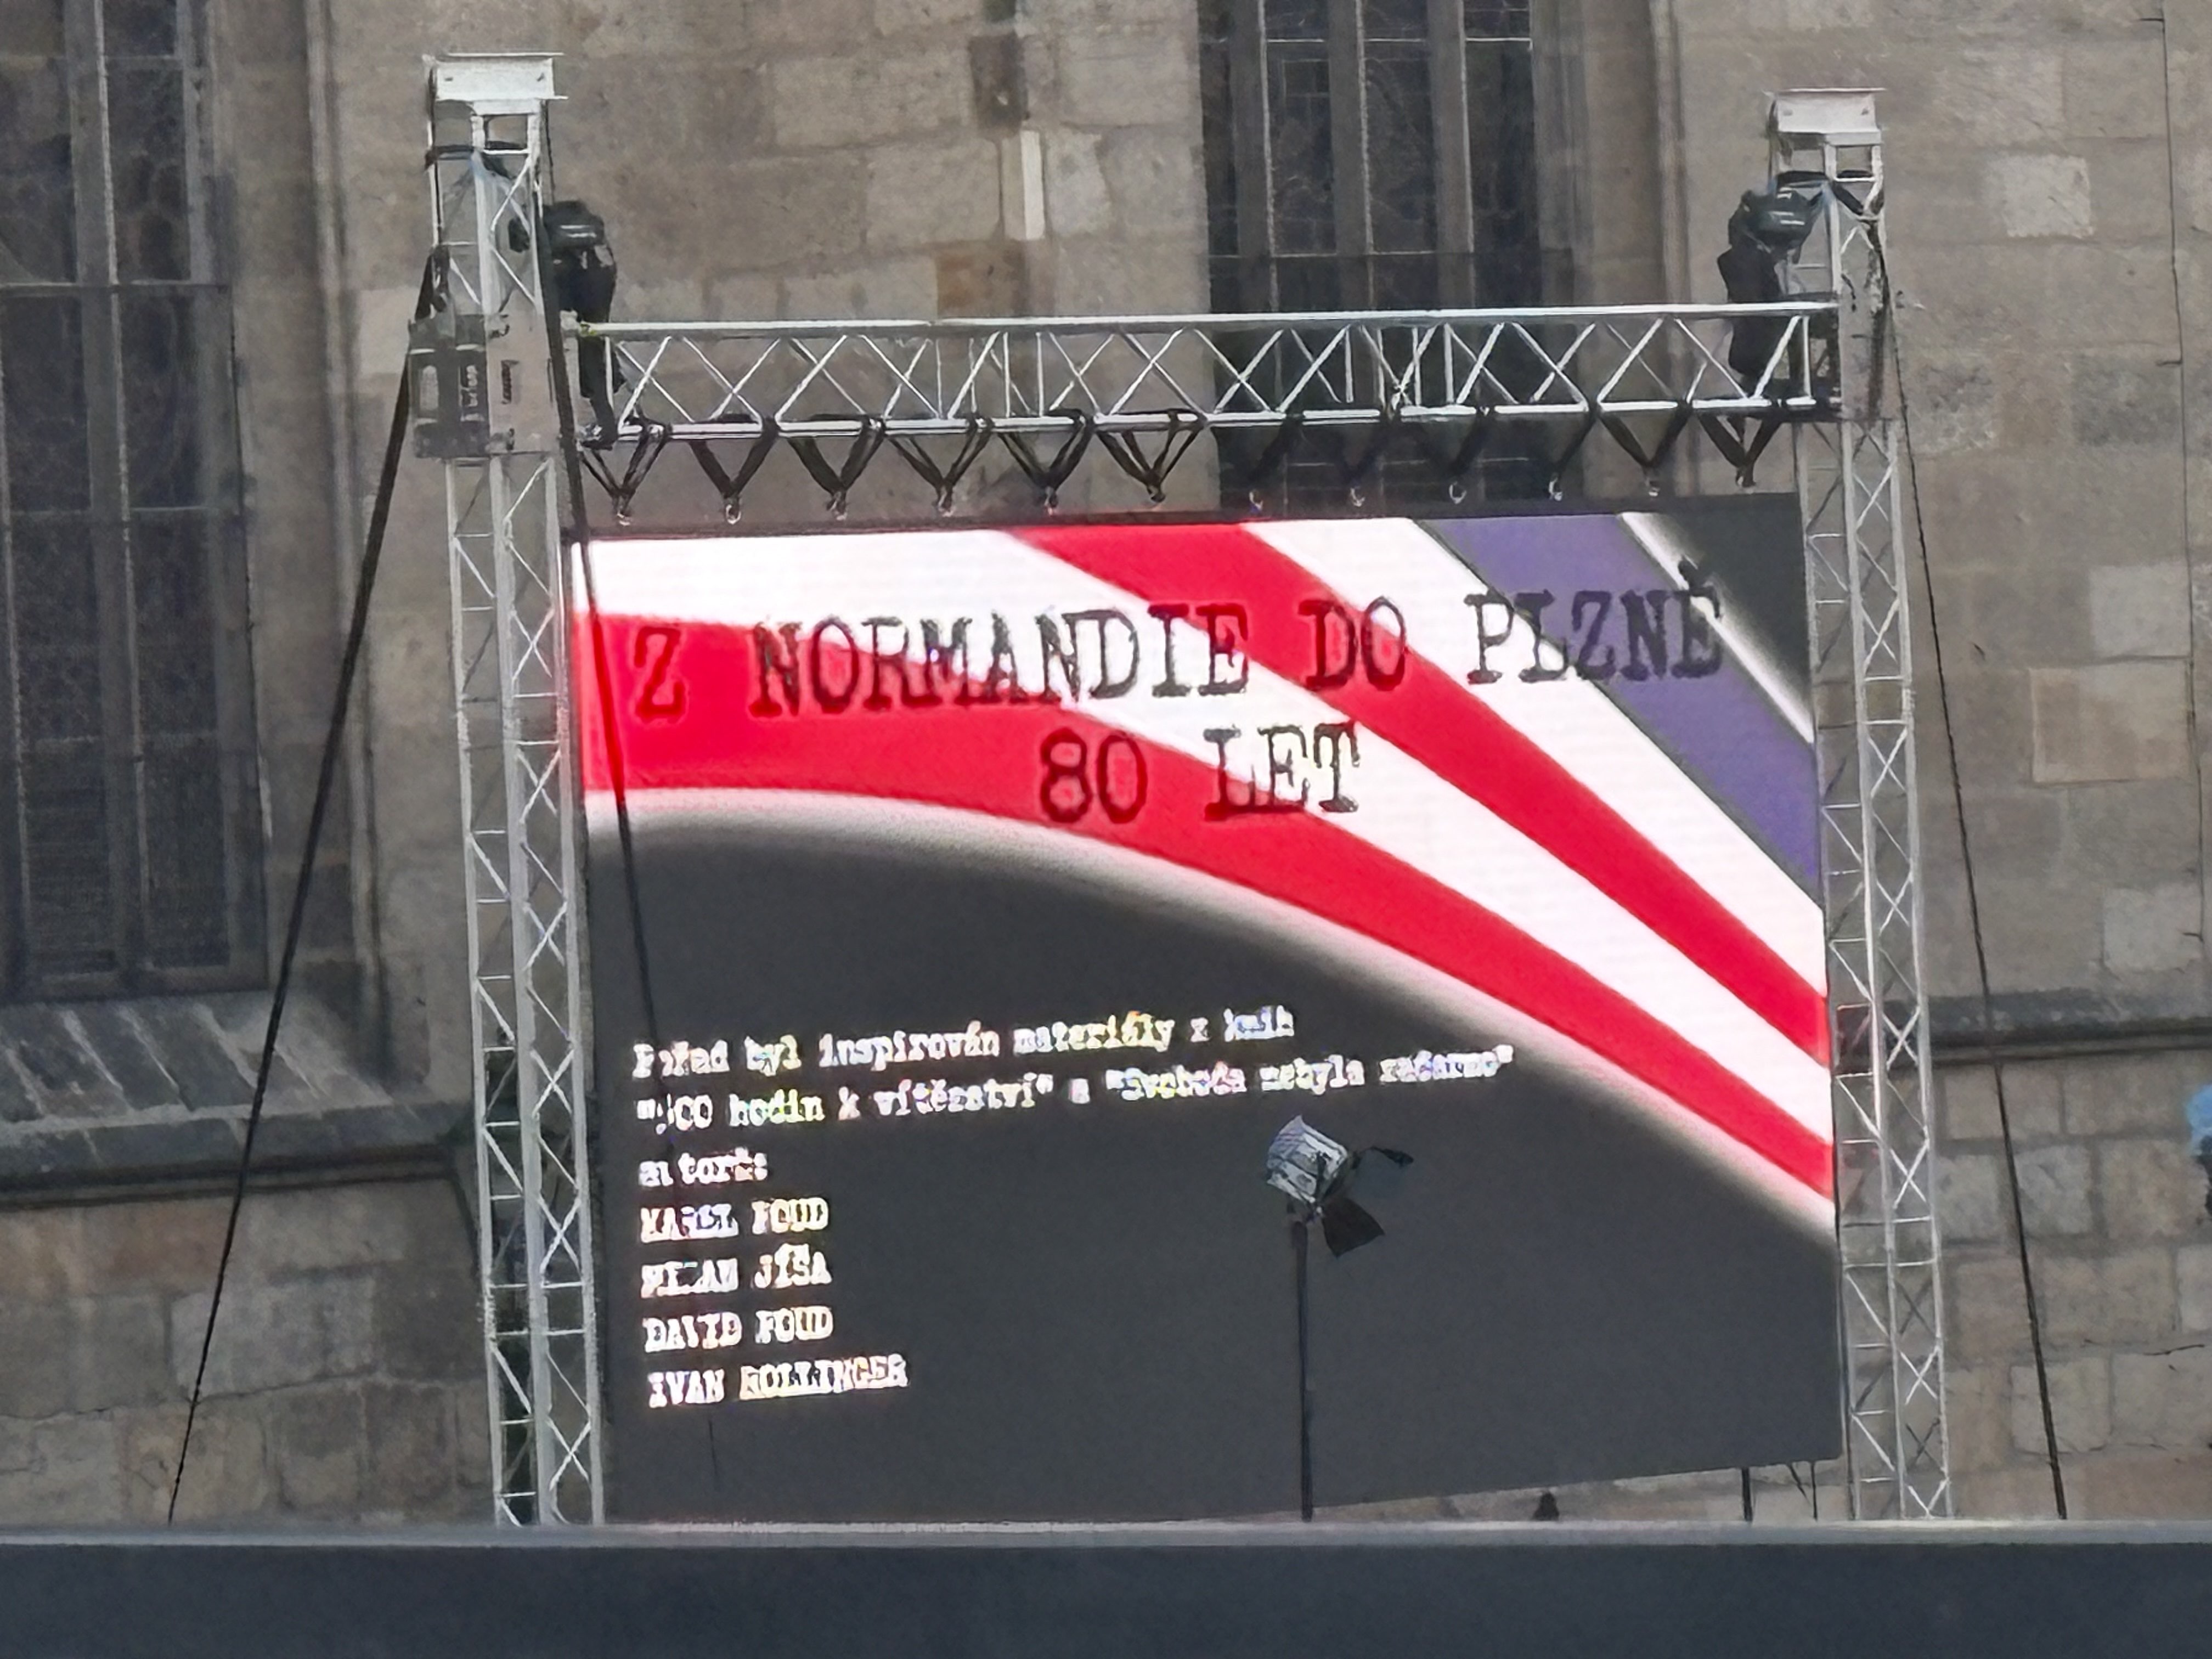 Z NORMANDIE DO PLZNĚ
80 LET
Pořad byl inspirován materiály z knih
hodin k vítězství" a "Svoboda nebyla zadarmo"
autorů:
KAREL FOUD
MILAN JÍŠA
DAVID FOUD
IVAN ROLLINGER